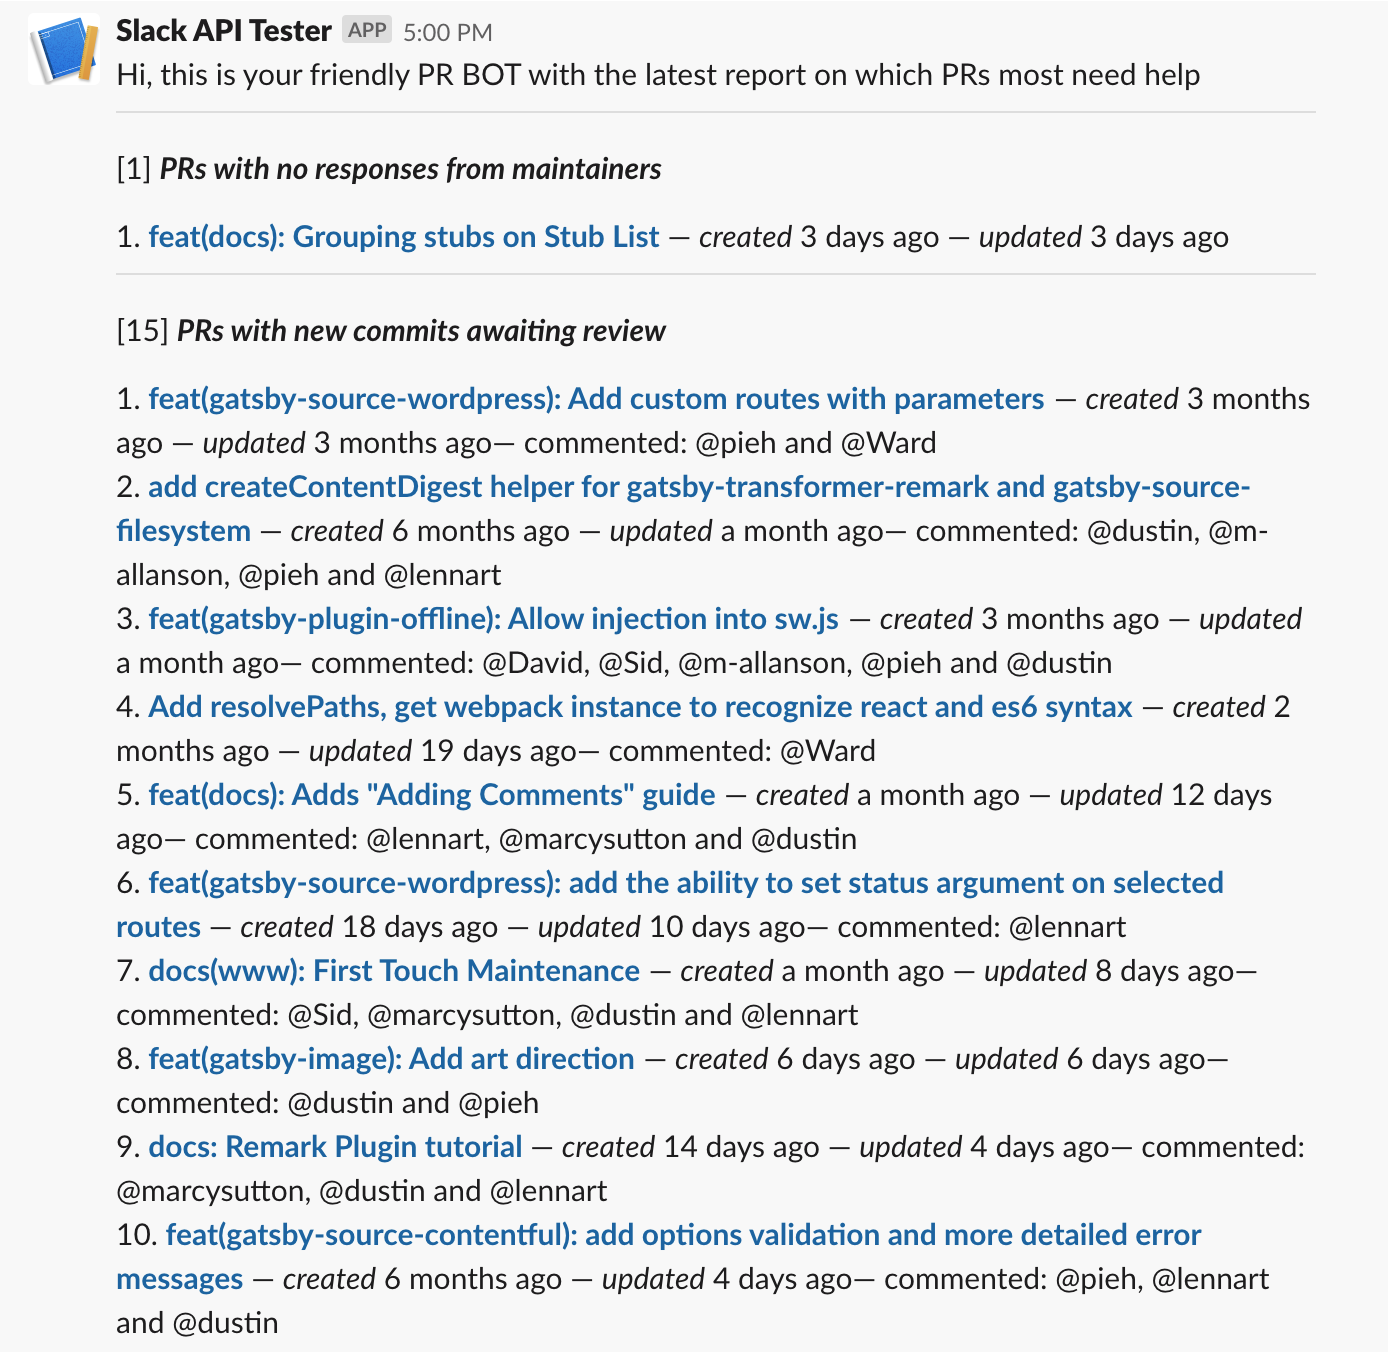 Slack API Tester APP 5:00 PM
Hi, this is your friendly PR BOT with the latest report on which PRs most need help
[1] PRs with no responses from maintainers
1. feat(docs): Grouping stubs on Stub List — created 3 days ago — updated 3 days ago
[15] PRs with new commits awaiting review
1. feat(gatsby-source-wordpress): Add custom routes with parameters — created 3 months
ago — updated 3 months ago— commented: @pieh and @Ward
2. add createContentDigest helper for gatsby-transformer-remark and gatsby-source-
filesystem — created 6 months ago — updated a month ago— commented: @dustin, @m-
allanson, @pieh and @lennart
3. feat(gatsby-plugin-offline): Allow injection into sw.js — created 3 months ago — updated
a month ago— commented: @David, @Sid, @m-allanson, @pieh and @dustin
4. Add resolvePaths, get webpack instance to recognize react and es6 syntax — created 2
months ago — updated 19 days ago— commented: @Ward
5. feat(docs): Adds "Adding Comments" guide — created a month ago — updated 12 days
ago— commented: @lennart, @marcysutton and @dustin
6. feat(gatsby-source-wordpress): add the ability to set status argument on selected
routes — created 18 days ago — updated 10 days ago— commented: @lennart
7. docs(www): First Touch Maintenance — created a month ago — updated 8 days ago—
commented: @Sid, @marcysutton, @dustin and @lennart
8. feat(gatsby-image): Add art direction — created 6 days ago — updated 6 days ago—
commented: @dustin and @pieh
9. docs: Remark Plugin tutorial — created 14 days ago — updated 4 days ago— commented:
@marcysutton, @dustin and @lennart
10. feat(gatsby-source-contentful): add options validation and more detailed error
messages — created 6 months ago — updated 4 days ago— commented: @pieh, @lennart
and @dustin